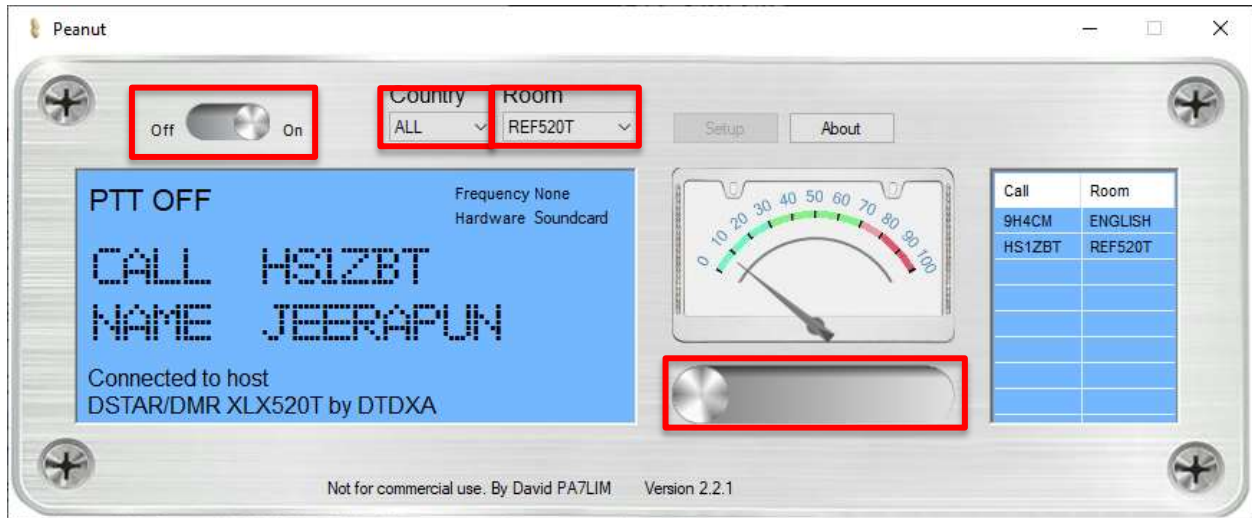 Peanut
Country Room
Off On ALL REF520T Setup About
PTT OFF
Frequency None
Hardware Soundcard
CALL HS1ZBT
NAME JEERAPUN
Connected to host
DSTAR/DMR XLX520T by DTDXA
0 10 20 30 40 50 60 70 80 90 100
Call Room
9H4CM ENGLISH
HS1ZBT REF520T
Not for commercial use. By David PA7LIM Version 2.2.1